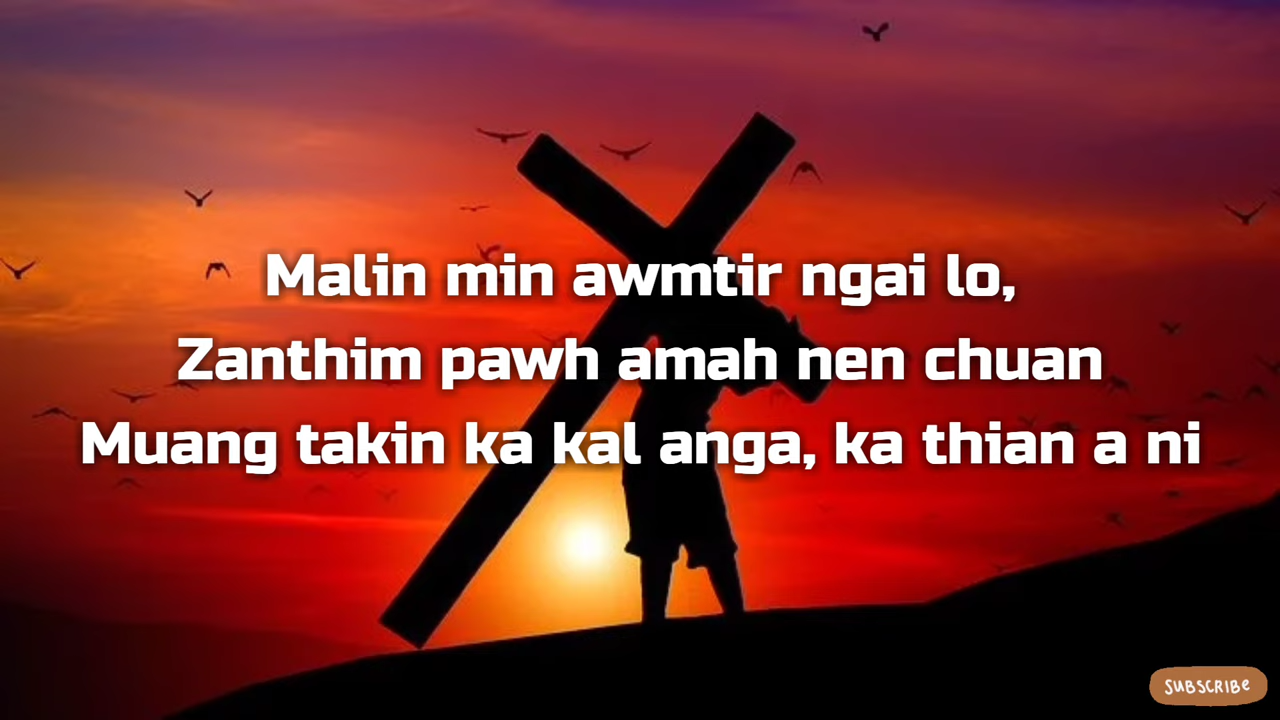 Malin min awmtir ngai lo,
Zanthim pawh amah nen chuan
Muang takin ka kal anga, ka thian a ni
SUBSCRIBe